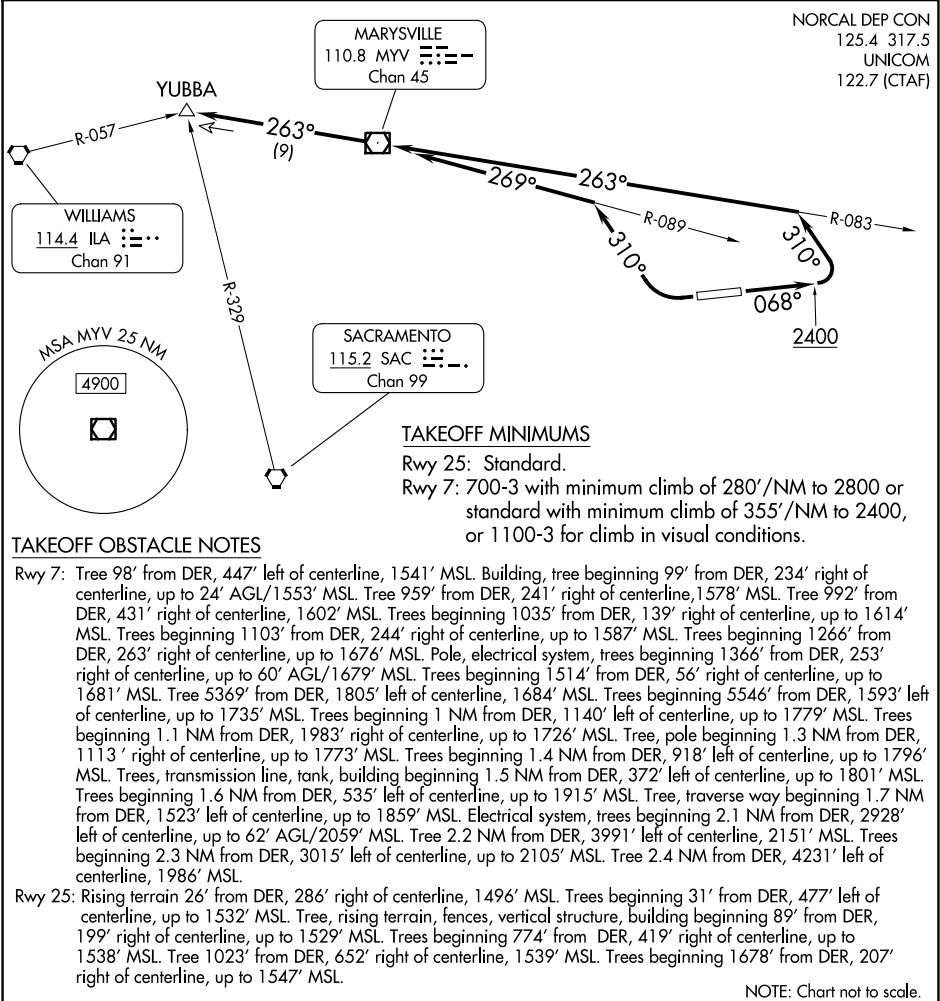 NORCAL DEP CON
125.4 317.5
UNICOM
122.7 (CTAF)
MARYSVILLE
110.8 MYV
Chan 45
YUBBA
R-057
263°
(9)
269°
263°
R-089
R-083
310°
310°
068°
2400
WILLIAMS
114.4 ILA
Chan 91
R-329
MSA MYV 25 NM
4900
SACRAMENTO
115.2 SAC
Chan 99
TAKEOFF MINIMUMS
Rwy 25: Standard.
Rwy 7: 700-3 with minimum climb of 280'/NM to 2800 or
standard with minimum climb of 355'/NM to 2400,
or 1100-3 for climb in visual conditions.
TAKEOFF OBSTACLE NOTES
Rwy 7: Tree 98' from DER, 447' left of centerline, 1541' MSL. Building, tree beginning 99' from DER, 234' right of
centerline, up to 24' AGL/1553' MSL. Tree 959' from DER, 241' right of centerline,1578' MSL. Tree 992' from
DER, 431' right of centerline, 1602' MSL. Trees beginning 1035' from DER, 139' right of centerline, up to 1614'
MSL. Trees beginning 1103' from DER, 244' right of centerline, up to 1587' MSL. Trees beginning 1266' from
DER, 263' right of centerline, up to 1676' MSL. Pole, electrical system, trees beginning 1366' from DER, 253'
right of centerline, up to 60' AGL/1679' MSL. Trees beginning 1514' from DER, 56' right of centerline, up to
1681' MSL. Tree 5369' from DER, 1805' left of centerline, 1684' MSL. Trees beginning 5546' from DER, 1593' left
of centerline, up to 1735' MSL. Trees beginning 1 NM from DER, 1140' left of centerline, up to 1779' MSL. Trees
beginning 1.1 NM from DER, 1983' right of centerline, up to 1726' MSL. Tree, pole beginning 1.3 NM from DER,
1113 ' right of centerline, up to 1773' MSL. Trees beginning 1.4 NM from DER, 918' left of centerline, up to 1796'
MSL. Trees, transmission line, tank, building beginning 1.5 NM from DER, 372' left of centerline, up to 1801' MSL.
Trees beginning 1.6 NM from DER, 535' left of centerline, up to 1915' MSL. Tree, traverse way beginning 1.7 NM
from DER, 1523' left of centerline, up to 1859' MSL. Electrical system, trees beginning 2.1 NM from DER, 2928'
left of centerline, up to 62' AGL/2059' MSL. Tree 2.2 NM from DER, 3991' left of centerline, 2151' MSL. Trees
beginning 2.3 NM from DER, 3015' left of centerline, up to 2105' MSL. Tree 2.4 NM from DER, 4231' left of
centerline, 1986' MSL.
Rwy 25: Rising terrain 26' from DER, 286' right of centerline, 1496' MSL. Trees beginning 31' from DER, 477' left of
centerline, up to 1532' MSL. Tree, rising terrain, fences, vertical structure, building beginning 89' from DER,
199' right of centerline, up to 1529' MSL. Trees beginning 774' from DER, 419' right of centerline, up to
1538' MSL. Tree 1023' from DER, 652' right of centerline, 1539' MSL. Trees beginning 1678' from DER, 207'
right of centerline, up to 1547' MSL.
NOTE: Chart not to scale.